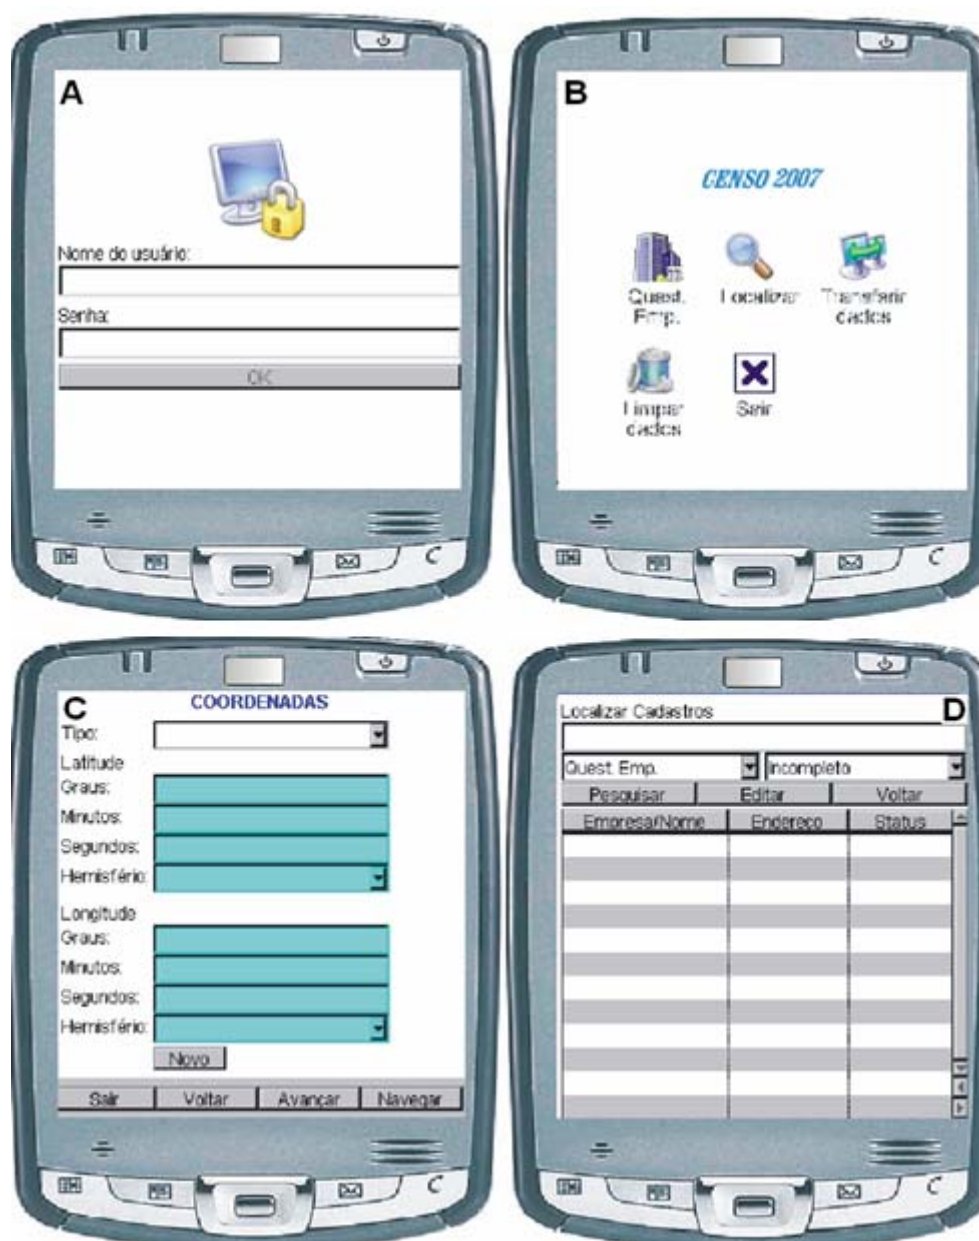 A
Nome do usuário:
Senha:
OK
B
CENSO 2007
Quest. Emp.
Localizar
Transferir dados
Limpar dados
Sair
C
COORDENADAS
Tipo:
Latitude
Graus:
Minutos:
Segundos:
Hemisfério:
Longitude
Graus:
Minutos:
Segundos:
Hemisfério:
Novo
Sair Voltar Avançar Navegar
D
Localizar Cadastros
Quest. Emp. Incompleto
Pesquisar Editar Voltar
Empresa/Nome Endereco Status